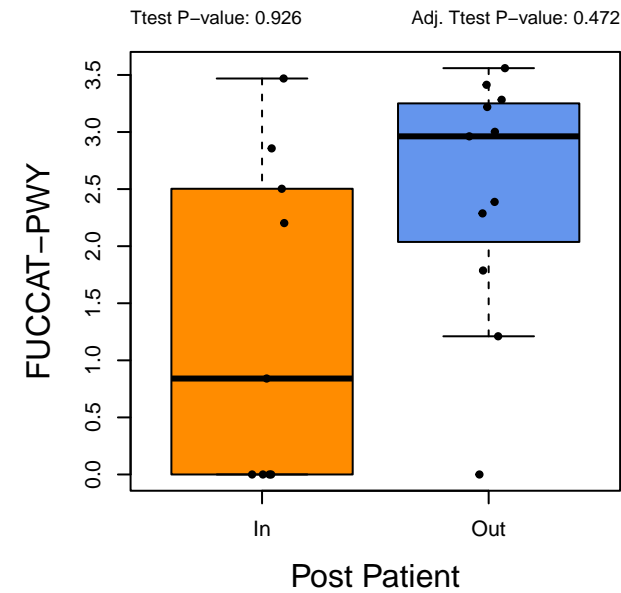 Ttest P−value: 0.926
Adj. Ttest P−value: 0.472
FUCCAT−PWY
3.5
3.0
2.5
2.0
1.5
1.0
0.5
0.0
In
Out
Post Patient